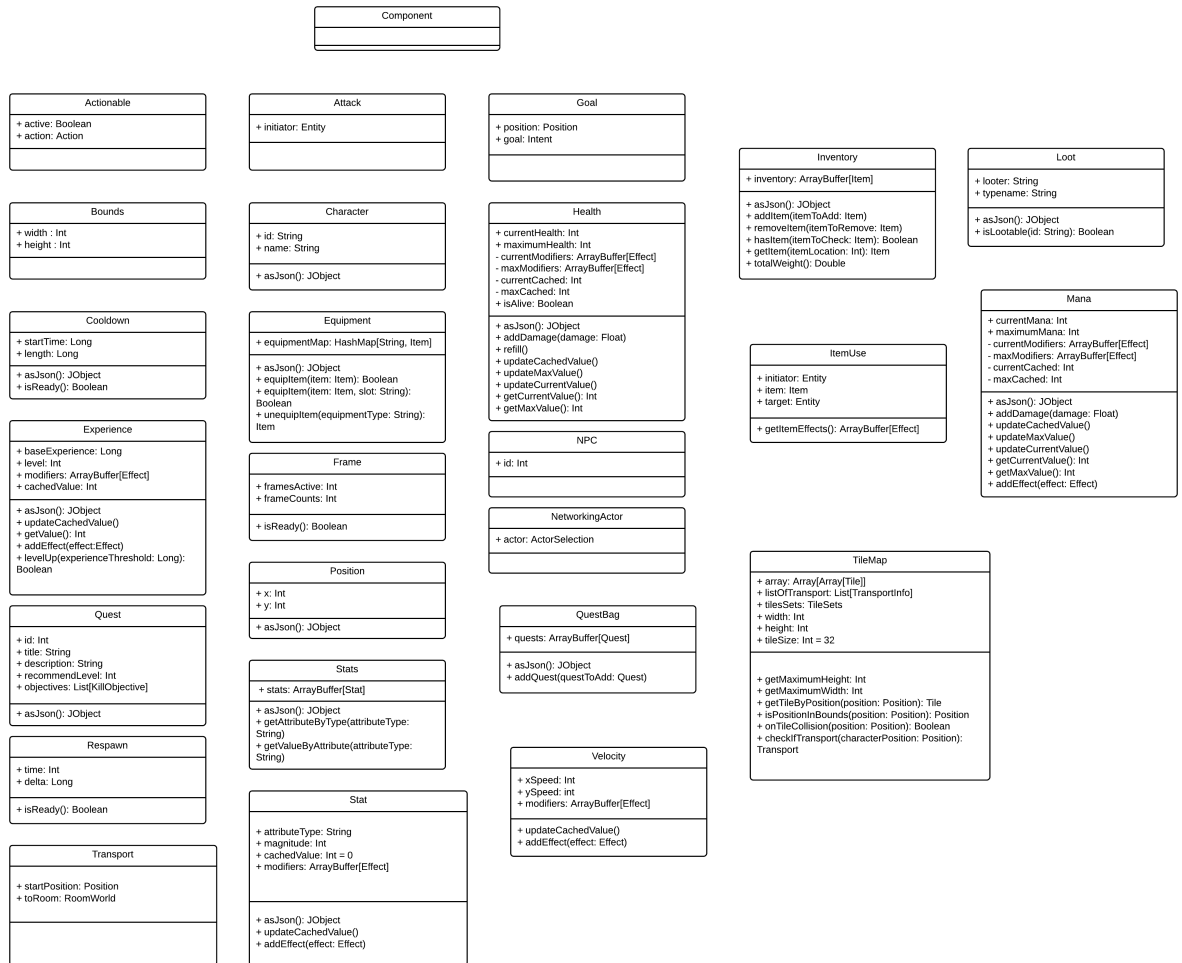 Component
Actionable
+ active: Boolean
+ action: Action
Attack
+ initiator: Entity
Goal
+ position: Position
+ goal: Intent
Inventory
+ inventory: ArrayBuffer[Item]
+ asJson(): JObject
+ addItem(itemToAdd: Item)
+ removeItem(itemToRemove: Item)
+ hasItem(itemToCheck: Item): Boolean
+ getItem(itemLocation: Int): Item
+ totalWeight(): Double
Loot
+ looter: String
+ typename: String
+ asJson(): JObject
+ isLootable(id: String): Boolean
Bounds
+ width : Int
+ height : Int
Character
+ id: String
+ name: String
+ asJson(): JObject
Health
+ currentHealth: Int
+ maximumHealth: Int
- currentModifiers: ArrayBuffer[Effect]
- maxModifiers: ArrayBuffer[Effect]
- currentCached: Int
- maxCached: Int
+ isAlive: Boolean
+ asJson(): JObject
+ addDamage(damage: Float)
+ refill()
+ updateCachedValue()
+ updateMaxValue()
+ updateCurrentValue()
+ getCurrentValue(): Int
+ getMaxValue(): Int
Mana
+ currentMana: Int
+ maximumMana: Int
- currentModifiers: ArrayBuffer[Effect]
- maxModifiers: ArrayBuffer[Effect]
- currentCached: Int
- maxCached: Int
+ asJson(): JObject
+ addDamage(damage: Float)
+ updateCachedValue()
+ updateMaxValue()
+ updateCurrentValue()
+ getCurrentValue(): Int
+ getMaxValue(): Int
+ addEffect(effect: Effect)
Cooldown
+ startTime: Long
+ length: Long
+ asJson(): JObject
+ isReady(): Boolean
Equipment
+ equipmentMap: HashMap[String, Item]
+ asJson(): JObject
+ equipItem(item: Item): Boolean
+ equipItem(item: Item, slot: String):
Boolean
+ unequipItem(equipmentType: String):
Item
ItemUse
+ initiator: Entity
+ item: Item
+ target: Entity
+ getItemEffects(): ArrayBuffer[Effect]
Experience
+ baseExperience: Long
+ level: Int
+ modifiers: ArrayBuffer[Effect]
+ cachedValue: Int
+ asJson(): JObject
+ updateCachedValue()
+ getValue(): Int
+ addEffect(effect:Effect)
+ levelUp(experienceThreshold: Long):
Boolean
Frame
+ framesActive: Int
+ frameCounts: Int
+ isReady(): Boolean
NPC
+ id: Int
NetworkingActor
+ actor: ActorSelection
TileMap
+ array: Array[Array[Tile]]
+ listOfTransport: List[TransportInfo]
+ tilesSets: TileSets
+ width: Int
+ height: Int
+ tileSize: Int = 32
+ getMaximumHeight: Int
+ getMaximumWidth: Int
+ getTileByPosition(position: Position): Tile
+ isPositionInBounds(position: Position): Position
+ onTileCollision(position: Position): Boolean
+ checkIfTransport(characterPosition: Position):
Transport
Position
+ x: Int
+ y: Int
+ asJson(): JObject
Quest
+ id: Int
+ title: String
+ description: String
+ recommendLevel: Int
+ objectives: List[KillObjective]
+ asJson(): JObject
QuestBag
+ quests: ArrayBuffer[Quest]
+ asJson(): JObject
+ addQuest(questToAdd: Quest)
Stats
+ stats: ArrayBuffer[Stat]
+ asJson(): JObject
+ getAttributeByType(attributeType:
String)
+ getValueByAttribute(attributeType:
String)
Respawn
+ time: Int
+ delta: Long
+ isReady(): Boolean
Velocity
+ xSpeed: Int
+ ySpeed: int
+ modifiers: ArrayBuffer[Effect]
+ updateCachedValue()
+ addEffect(effect: Effect)
Stat
+ attributeType: String
+ magnitude: Int
+ cachedValue: Int = 0
+ modifiers: ArrayBuffer[Effect]
+ asJson(): JObject
+ updateCachedValue()
+ addEffect(effect: Effect)
Transport
+ startPosition: Position
+ toRoom: RoomWorld